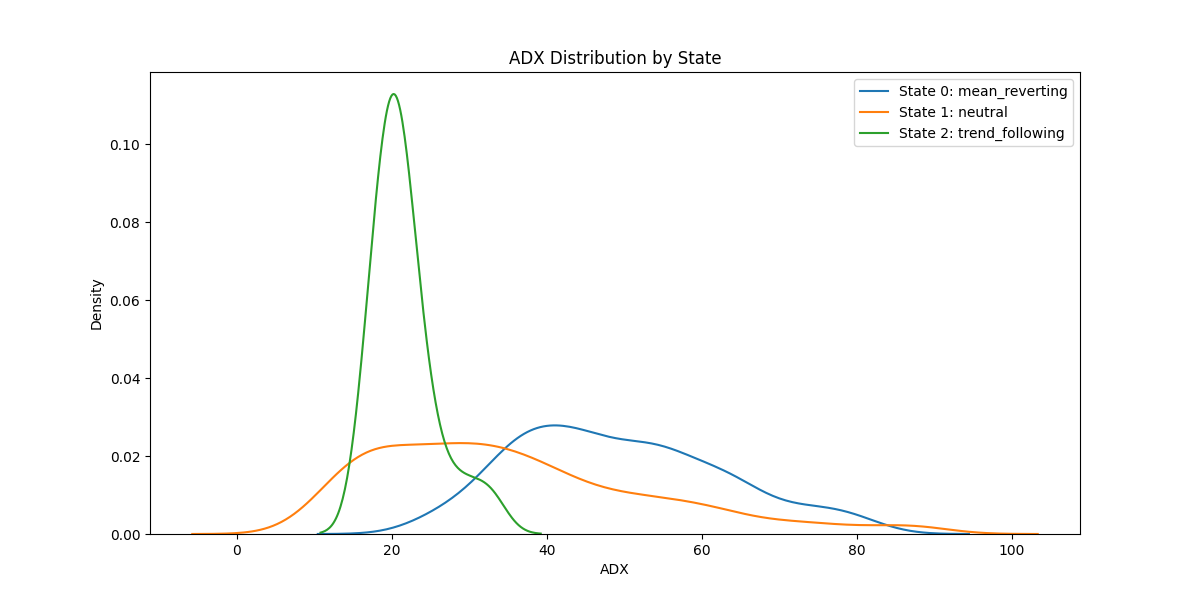 ADX Distribution by State
State 0: mean_reverting
State 1: neutral
State 2: trend_following
0.10
0.08
0.06
0.04
0.02
0.00
Density
0 20 40 60 80 100
ADX